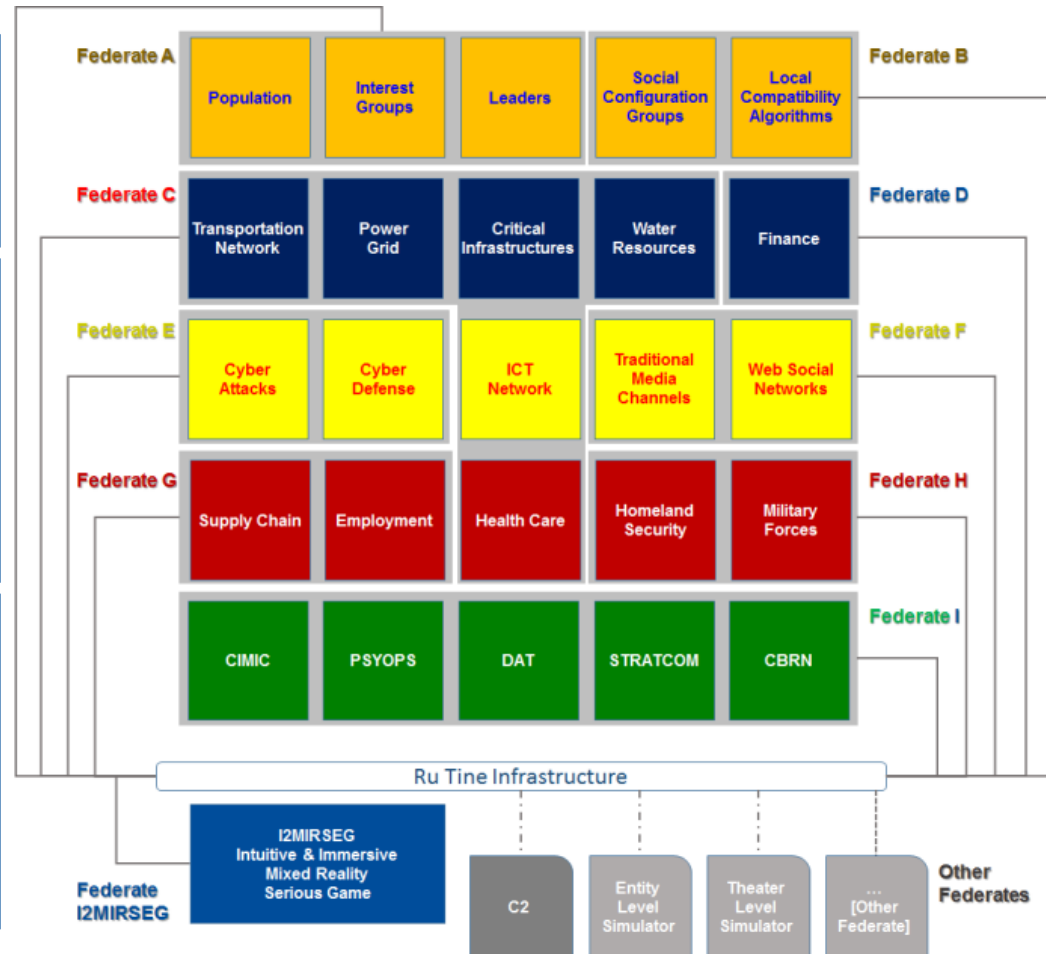 Federate A
Federate B
Population
Interest
Groups
Leaders
Social
Configuration
Groups
Local
Compatibility
Algorithms
Federate C
Federate D
Transportation
Network
Power
Grid
Critical
Infrastructures
Water
Resources
Finance
Federate E
Federate F
Cyber
Attacks
Cyber
Defense
ICT
Network
Traditional
Media
Channels
Web Social
Networks
Federate G
Federate H
Supply Chain
Employment
Health Care
Homeland
Security
Military
Forces
Federate I
CIMIC
PSYOPS
DAT
STRATCOM
CBRN
Ru Tine Infrastructure
I2MIRSEG
Intuitive & Immersive
Mixed Reality
Serious Game
Federate
I2MIRSEG
C2
Entity
Level
Simulator
Theater
Level
Simulator
...
[Other
Federate]
Other
Federates